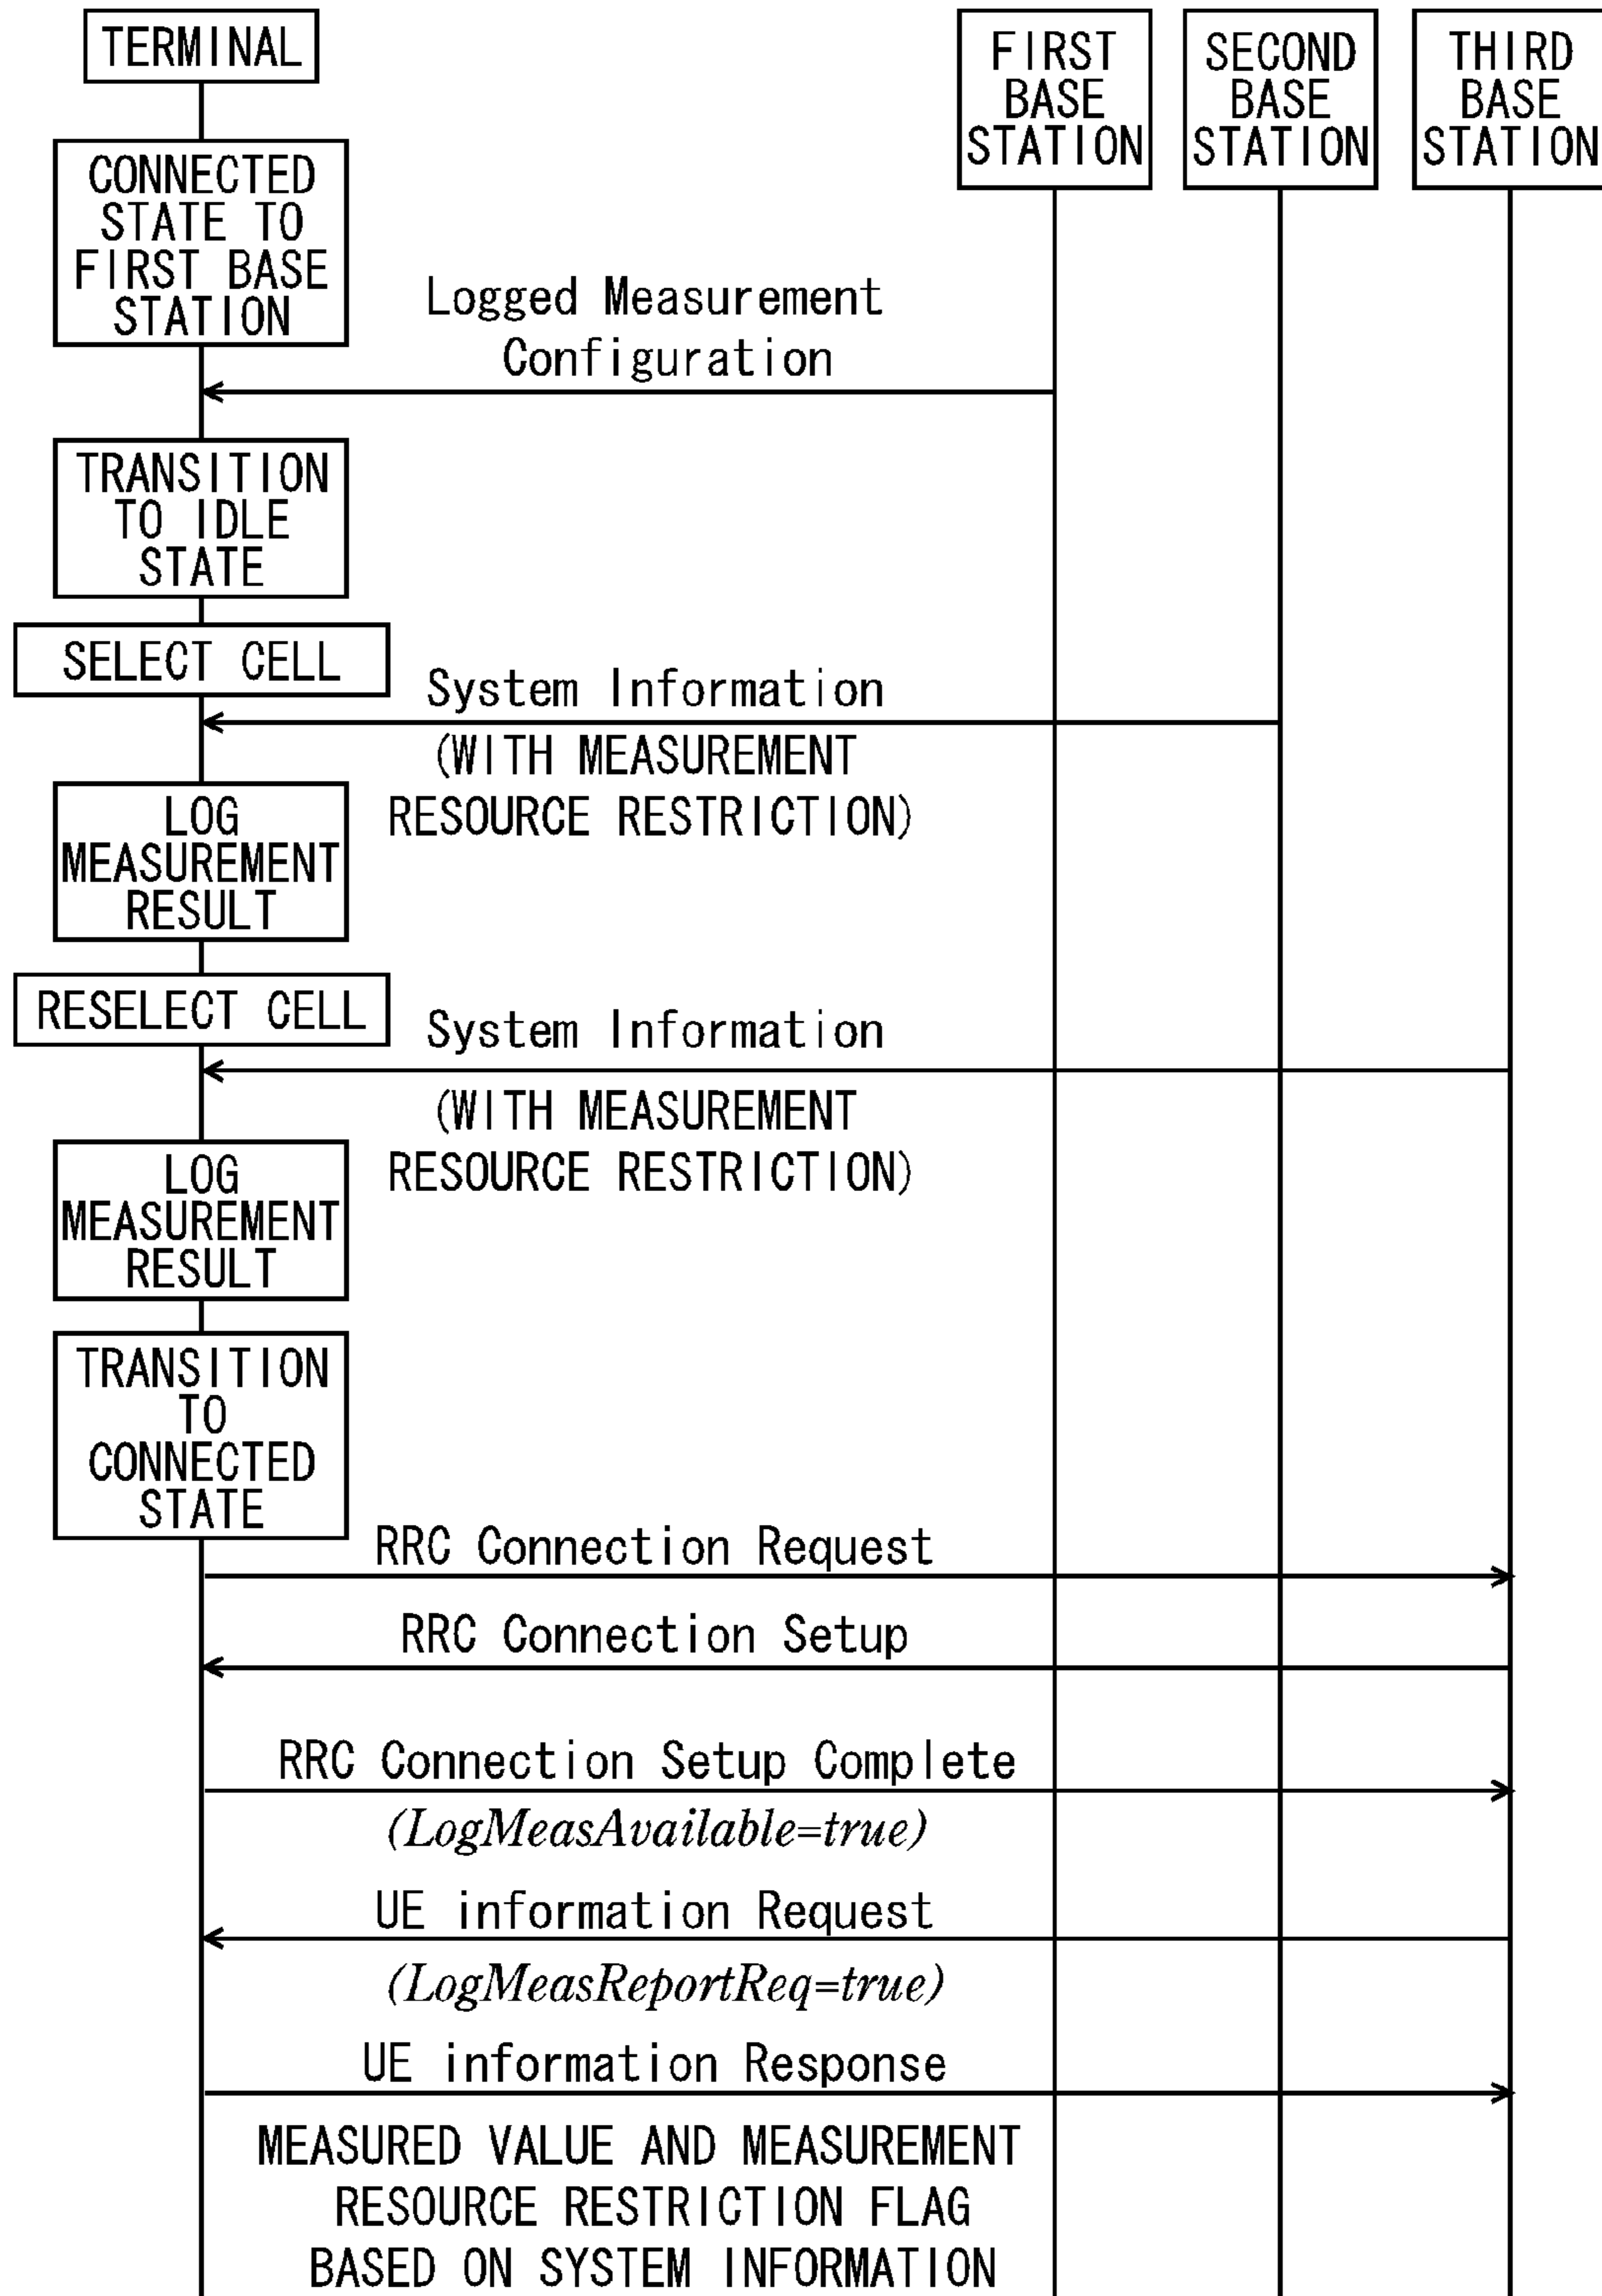 TERMINAL
FIRST
BASE
STATION
SECOND
BASE
STATION
THIRD
BASE
STATION
CONNECTED
STATE TO
FIRST BASE
STATION
Logged Measurement
Configuration
TRANSITION
TO IDLE
STATE
SELECT CELL
System Information
(WITH MEASUREMENT
RESOURCE RESTRICTION)
LOG
MEASUREMENT
RESULT
RESELECT CELL
System Information
(WITH MEASUREMENT
RESOURCE RESTRICTION)
LOG
MEASUREMENT
RESULT
TRANSITION
TO
CONNECTED
STATE
RRC Connection Request
RRC Connection Setup
RRC Connection Setup Complete
(LogMeasAvailable=true)
UE information Request
(LogMeasReportReq=true)
UE information Response
MEASURED VALUE AND MEASUREMENT
RESOURCE RESTRICTION FLAG
BASED ON SYSTEM INFORMATION